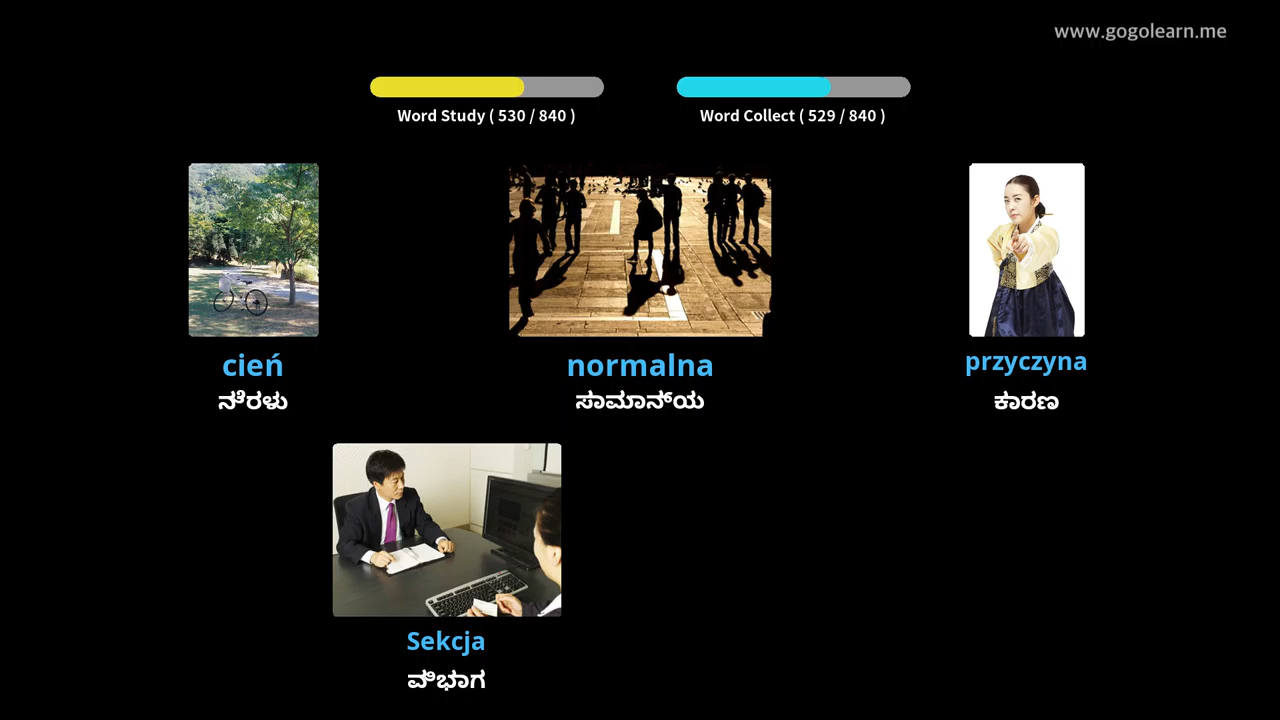 www.gogolearn.me
Word Study ( 530 / 840 )
Word Collect ( 529 / 840 )
cień
ನೆರಳು
normalna
ಸಾಮಾನ್ಯ
przyczyna
ಕಾರಣ
Sekcja
ವಿಭಾಗ